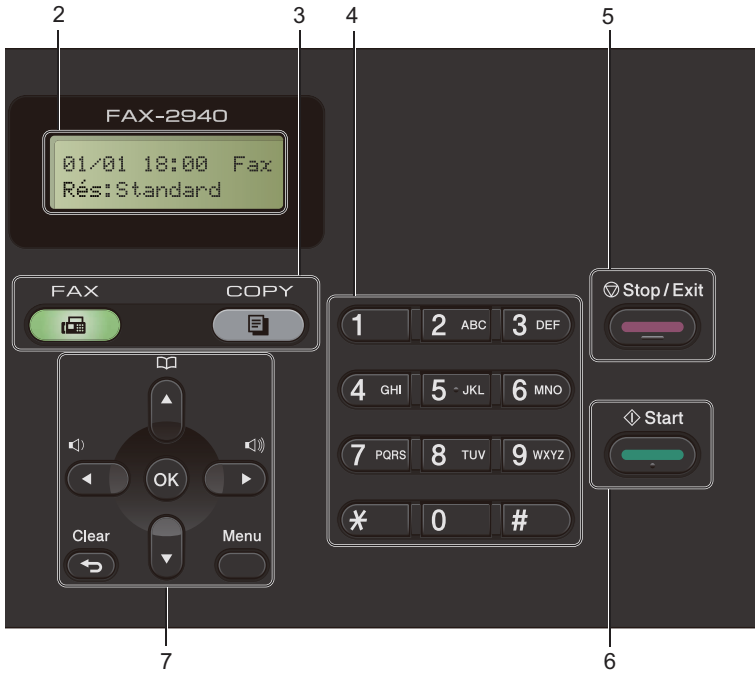 2 3 4 5
FAX-2940
01/01 18:00 Fax
Rés:Standard
FAX COPY
Stop/Exit
1 2 ABC 3 DEF
4 GHI 5 JKL 6 MNO
Start
7 PQRS 8 TUV 9 WXYZ
OK
* 0 #
Clear Menu
7 6